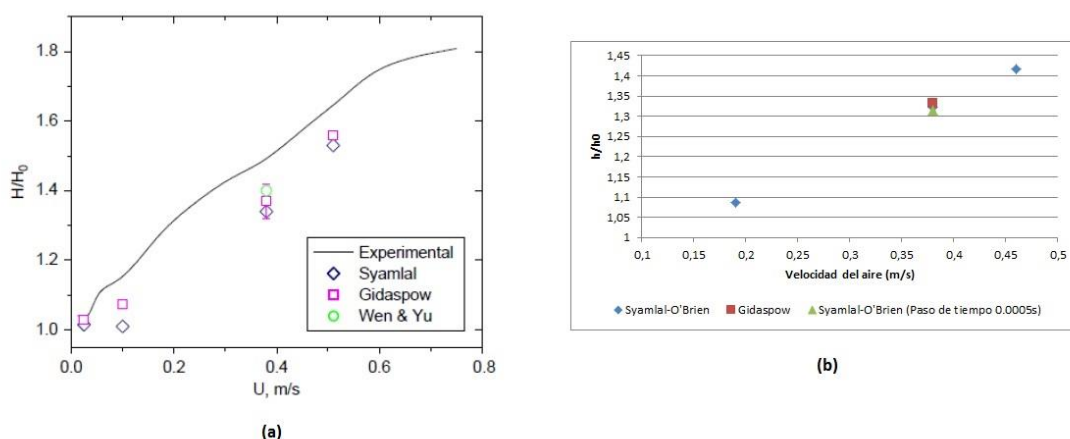 1.8
1.6
1.4
1.2
1.0
H/H0
0.0 0.2 0.4 0.6 0.8
U, m/s
Experimental
Syamlal
Gidaspow
Wen & Yu
(a)
1,45
1,4
1,35
1,3
1,25
1,2
1,15
1,1
1,05
1
h/h0
0,1 0,15 0,2 0,25 0,3 0,35 0,4 0,45 0,5
Velocidad del aire (m/s)
Syamlal-O'Brien Gidaspow Syamlal-O'Brien (Paso de tiempo 0.0005s)
(b)